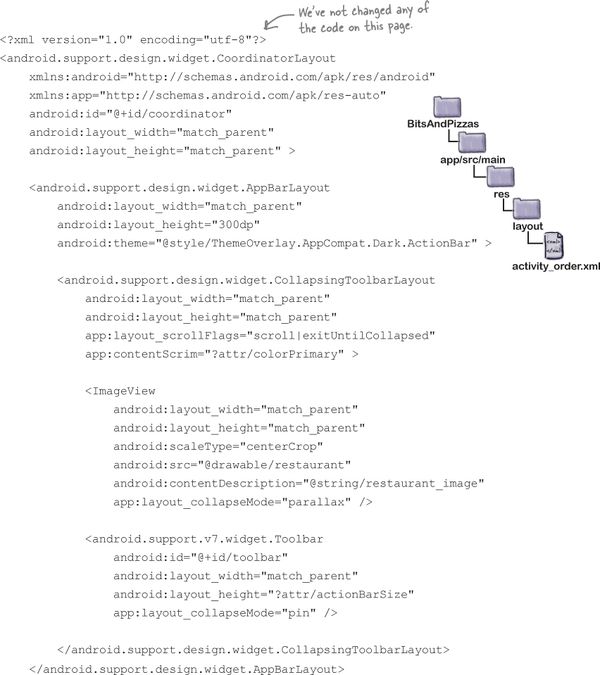 We've not changed any of
the code on this page.
<?xml version="1.0" encoding="utf-8"?>
<android.support.design.widget.CoordinatorLayout
xmlns:android="http://schemas.android.com/apk/res/android"
xmlns:app="http://schemas.android.com/apk/res-auto"
android:id="@+id/coordinator"
android:layout_width="match_parent"
android:layout_height="match_parent" >
BitsAndPizzas
app/src/main
res
layout
<xml>
</xml>
activity_order.xml
<android.support.design.widget.AppBarLayout
android:layout_width="match_parent"
android:layout_height="300dp"
android:theme="@style/ThemeOverlay.AppCompat.Dark.ActionBar" >
<android.support.design.widget.CollapsingToolbarLayout
android:layout_width="match_parent"
android:layout_height="match_parent"
app:layout_scrollFlags="scroll|exitUntilCollapsed"
app:contentScrim="?attr/colorPrimary" >
<ImageView
android:layout_width="match_parent"
android:layout_height="match_parent"
android:scaleType="centerCrop"
android:src="@drawable/restaurant"
android:contentDescription="@string/restaurant_image"
app:layout_collapseMode="parallax" />
<android.support.v7.widget.Toolbar
android:id="@+id/toolbar"
android:layout_width="match_parent"
android:layout_height="?attr/actionBarSize"
app:layout_collapseMode="pin" />
</android.support.design.widget.CollapsingToolbarLayout>
</android.support.design.widget.AppBarLayout>